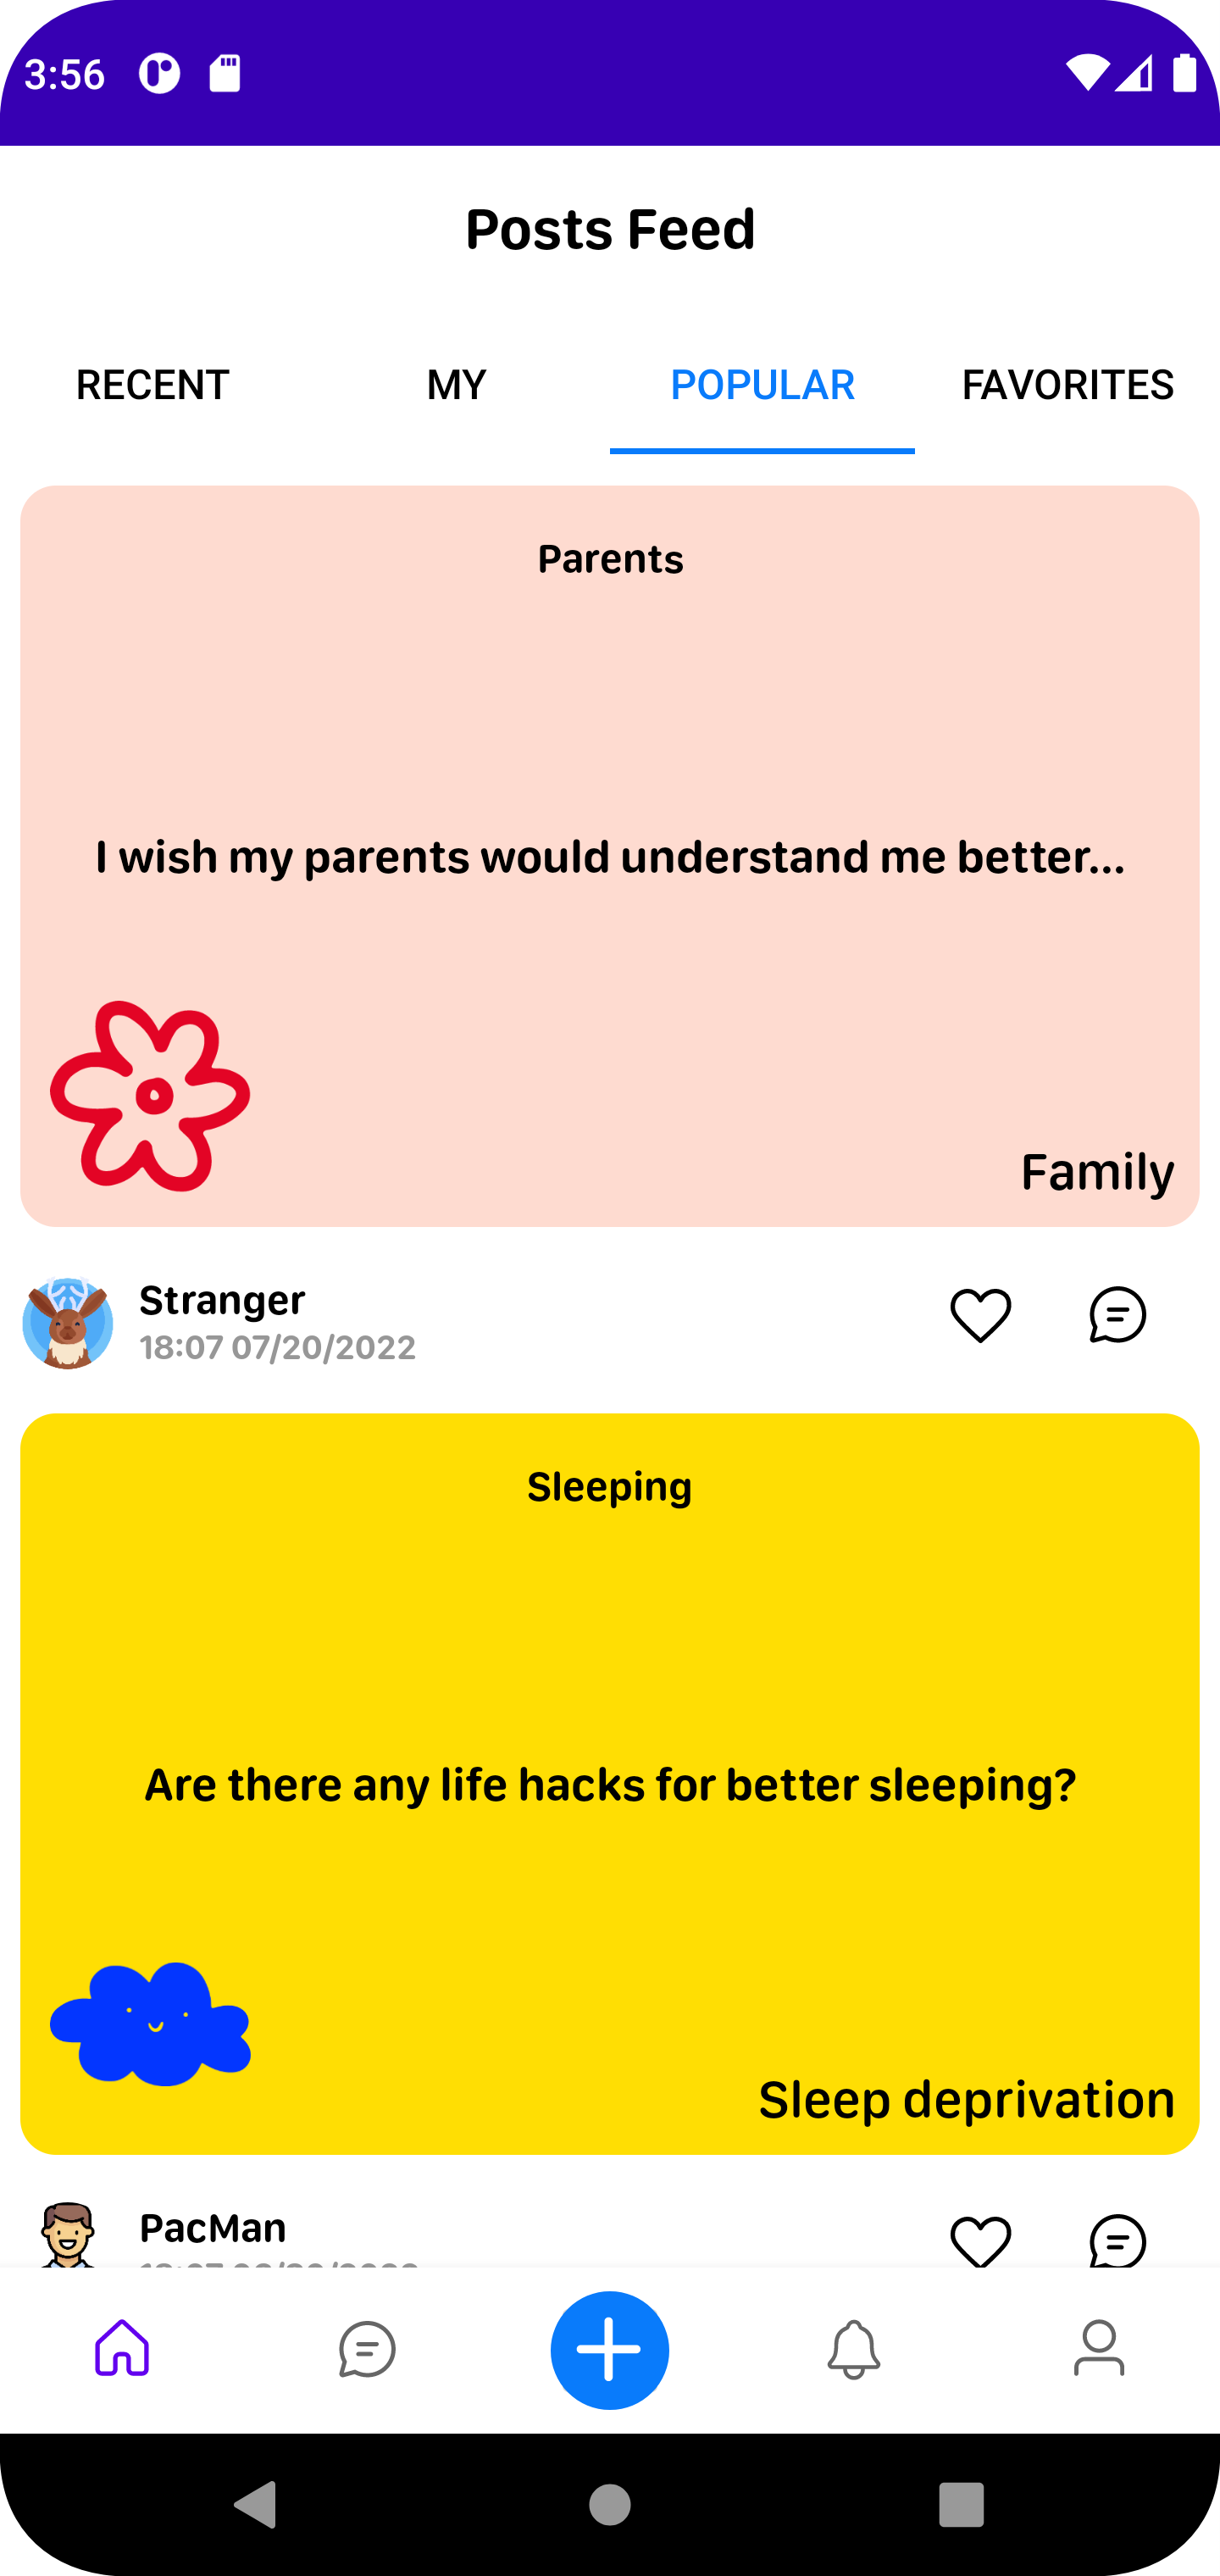 3:56
Posts Feed
RECENT MY POPULAR FAVORITES
Parents
I wish my parents would understand me better...
Family
Stranger
18:07 07/20/2022
Sleeping
Are there any life hacks for better sleeping?
Sleep deprivation
PacMan